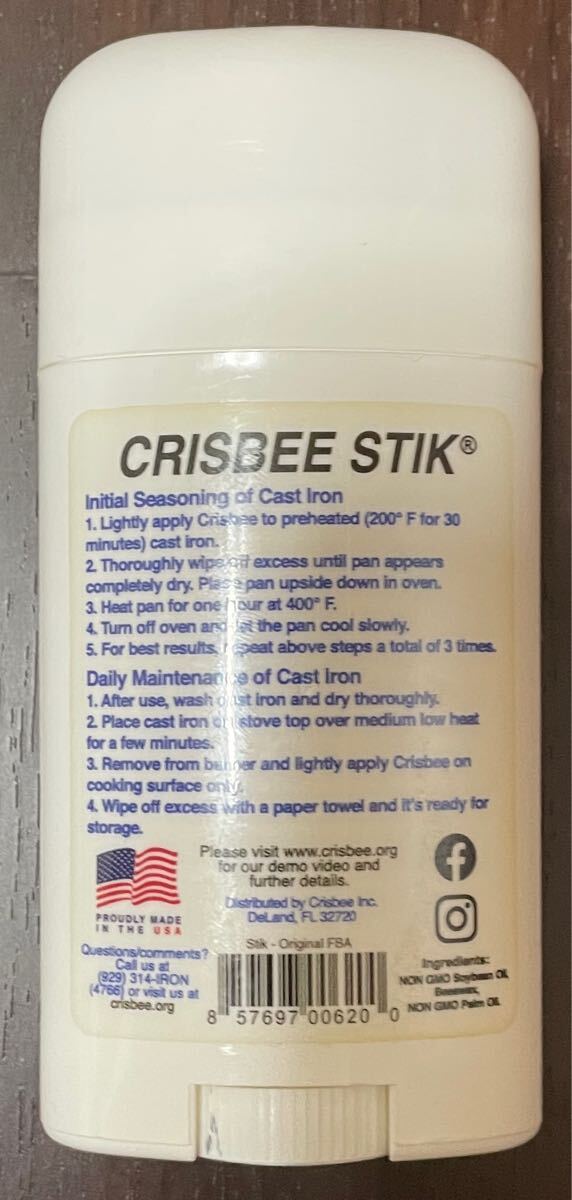 CRISBEE STIK®
Initial Seasoning of Cast Iron
1. Lightly apply Crisbee to preheated (200° F for 30
minutes) cast iron.
2. Thoroughly wipe off excess until pan appears
completely dry. Place pan upside down in oven.
3. Heat pan for one hour at 400° F.
4. Turn off oven and let the pan cool slowly.
5. For best results, repeat above steps a total of 3 times.
Daily Maintenance of Cast Iron
1. After use, wash cast iron and dry thoroughly.
2. Place cast iron on stove top over medium low heat
for a few minutes.
3. Remove from burner and lightly apply Crisbee on
cooking surface only.
4. Wipe off excess with a paper towel and it's ready for
storage.
PROUDLY MADE
IN THE USA
Please visit www.crisbee.org
for our demo video and
further details.
Distributed by Crisbee Inc.
DeLand, FL 32720
Questions/comments?
Call us at
(929) 314-IRON
(4766) or visit us at
crisbee.org
Stik - Original FBA
8 57697 00620 0
Ingredients:
NON GMO Soybean Oil,
Beeswax,
NON GMO Palm Oil.